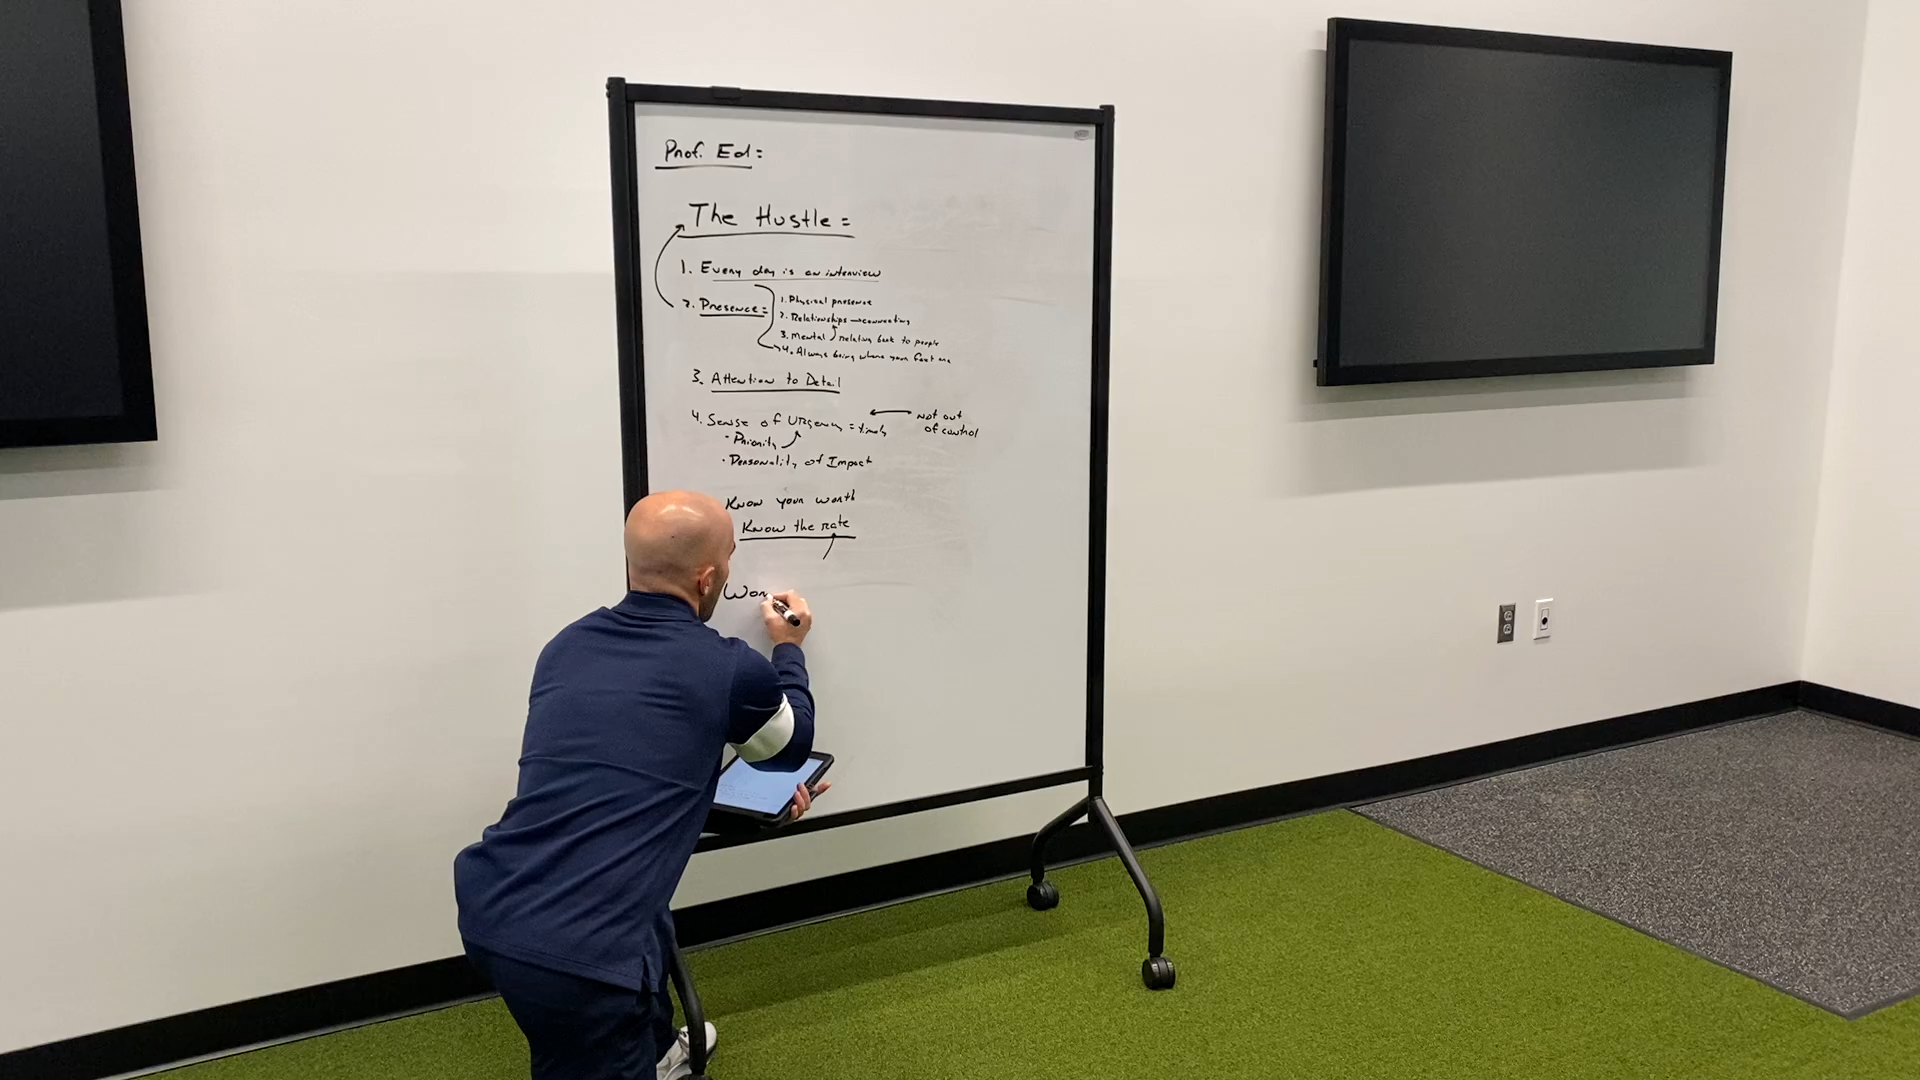 Prof. Ed:
The Hustle =
1. Every day is an interview
2. Presence =
1. Physical presence
2. Relationships → connecting
3. Mental relating back to people
4. Always being where your feet are
3. Attention to Detail
4. Sense of Urgency = timely ← not out of control
· Priority
· Personality of Impact
Know your worth
Know the rate
Wor